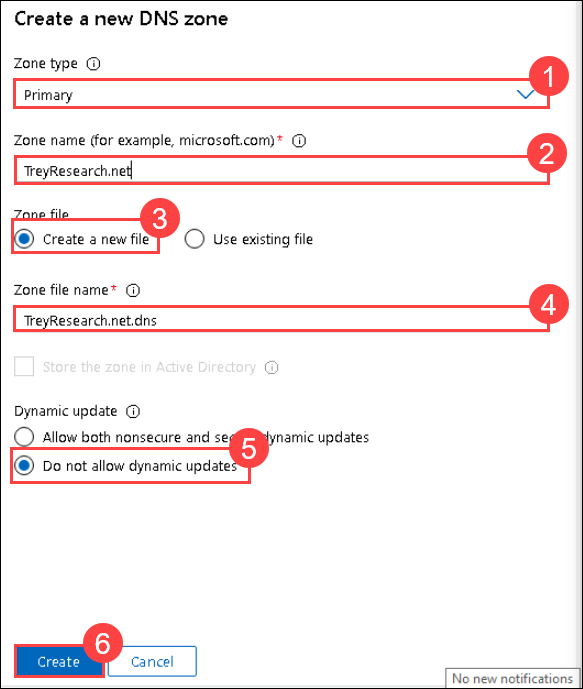 Create a new DNS zone
Zone type
1
Primary
Zone name (for example, microsoft.com)*
2
TreyResearch.net
Zone file
3
Create a new file Use existing file
Zone file name*
4
TreyResearch.net.dns
Store the zone in Active Directory
Dynamic update
Allow both nonsecure and dynamic updates
5
Do not allow dynamic updates
6
Create Cancel
No new notifications